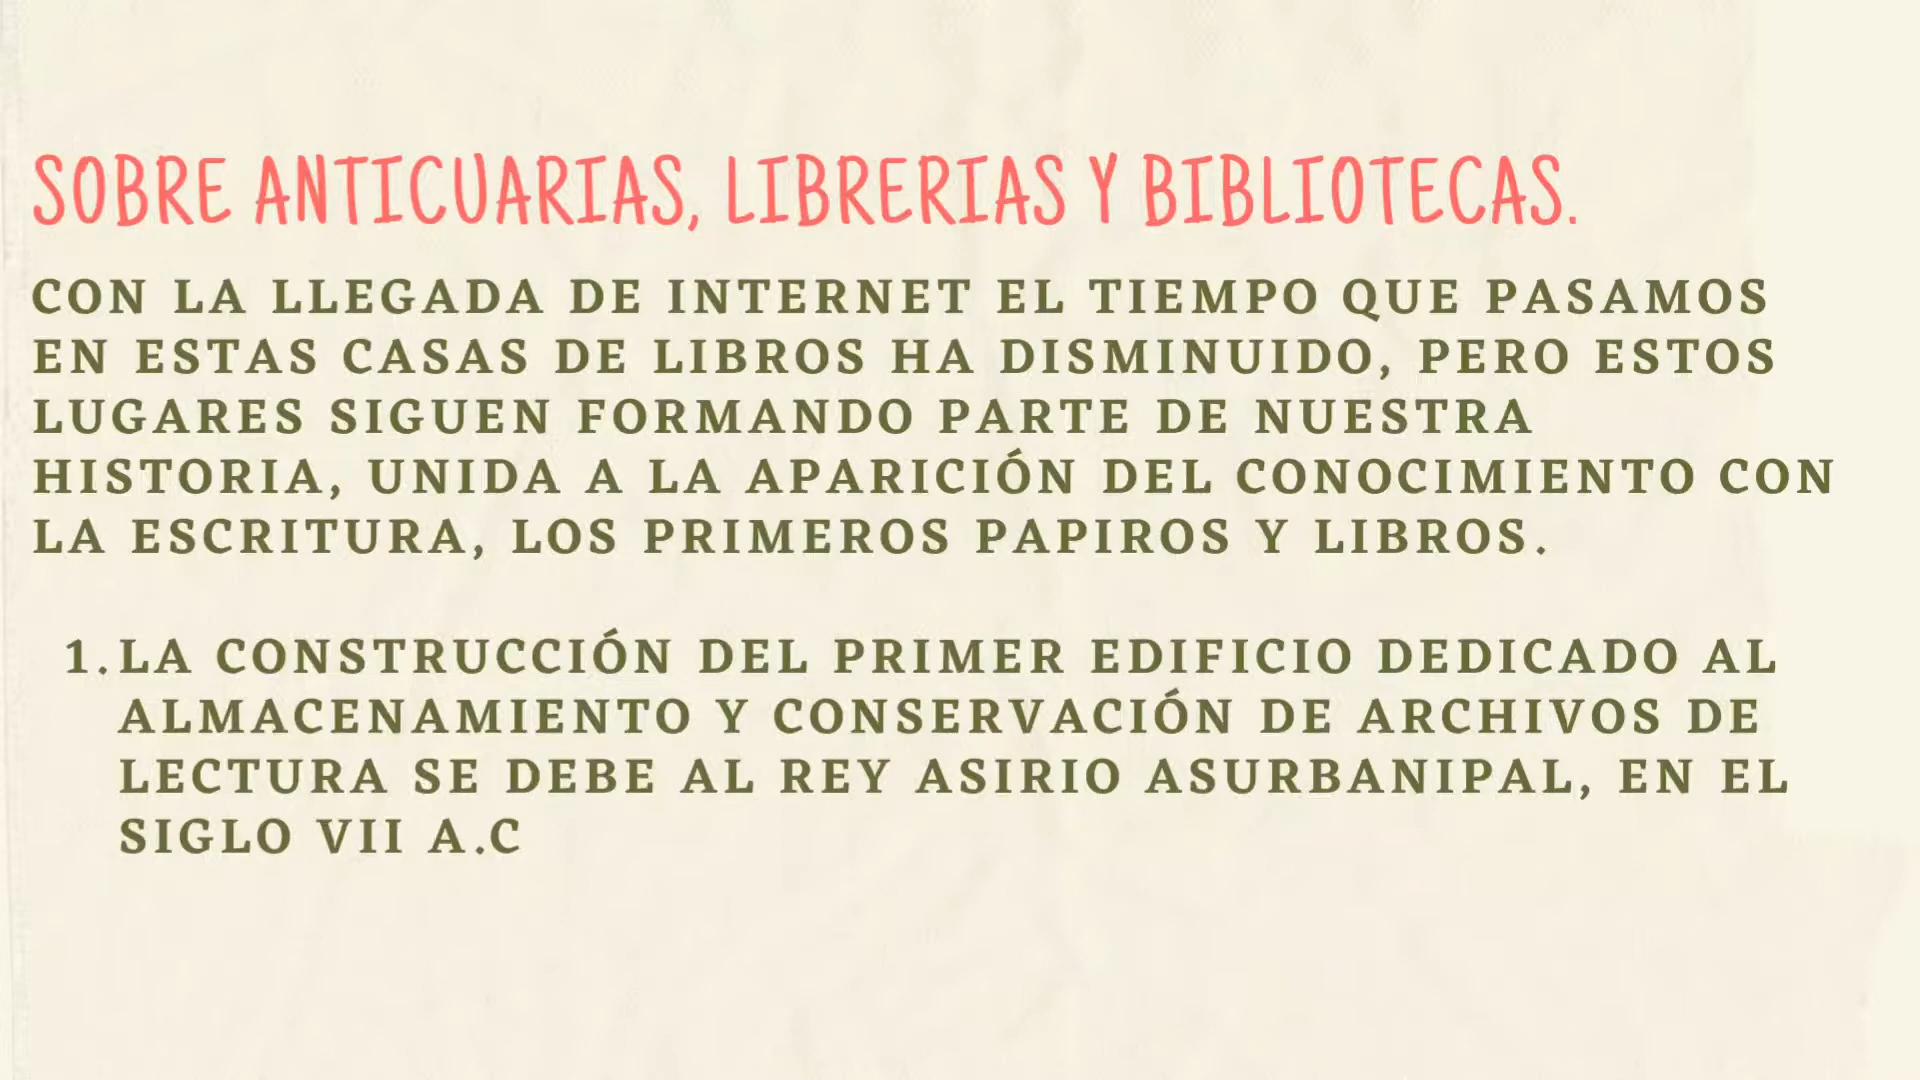 SOBRE ANTICUARIAS, LIBRERIAS Y BIBLIOTECAS.
CON LA LLEGADA DE INTERNET EL TIEMPO QUE PASAMOS
EN ESTAS CASAS DE LIBROS HA DISMINUIDO, PERO ESTOS
LUGARES SIGUEN FORMANDO PARTE DE NUESTRA
HISTORIA, UNIDA A LA APARICIÓN DEL CONOCIMIENTO CON
LA ESCRITURA, LOS PRIMEROS PAPIROS Y LIBROS.
1. LA CONSTRUCCIÓN DEL PRIMER EDIFICIO DEDICADO AL
ALMACENAMIENTO Y CONSERVACIÓN DE ARCHIVOS DE
LECTURA SE DEBE AL REY ASIRIO ASURBANIPAL, EN EL
SIGLO VII A.C